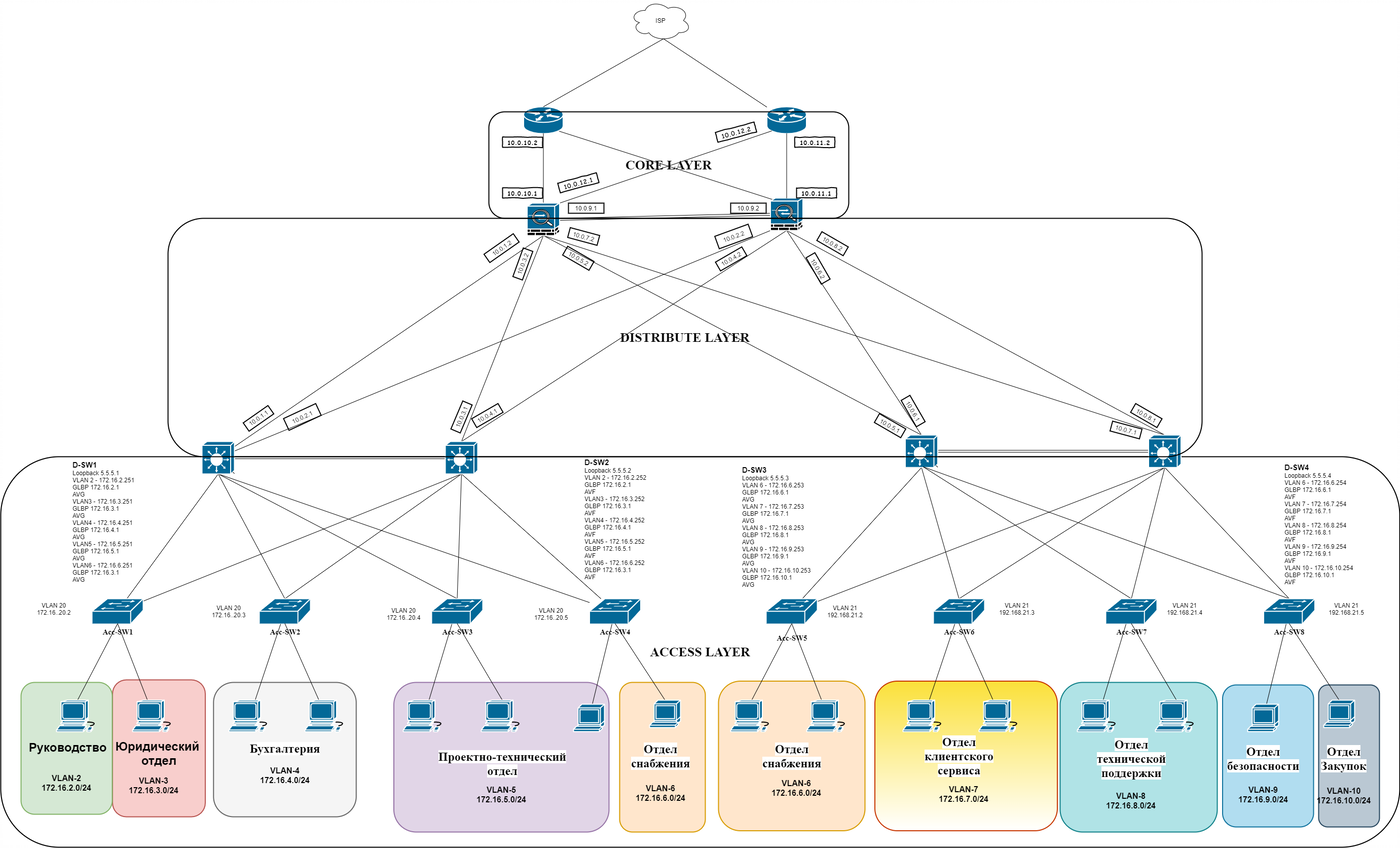 ISP
10.0.10.2
10.0.12.2
10.0.11.2
CORE LAYER
10.0.10.1
10.0.12.1
10.0.11.1
10.0.9.1
10.0.9.2
10.0.1.2
10.0.3.2
10.0.7.2
10.0.5.2
10.0.2.2
10.0.4.2
10.0.8.2
10.0.6.2
DISTRIBUTE LAYER
10.0.1.1
10.0.2.1
10.0.3.1
10.0.4.1
10.0.5.1
10.0.6.1
10.0.7.1
10.0.8.1
D-SW1
Loopback 5.5.5.1
VLAN 2 - 172.16.2.251
GLBP 172.16.2.1
AVG
VLAN3 - 172.16.3.251
GLBP 172.16.3.1
AVG
VLAN4 - 172.16.4.251
GLBP 172.16.4.1
AVG
VLAN5 - 172.16.5.251
GLBP 172.16.5.1
AVG
VLAN6 - 172.16.6.251
GLBP 172.16.3.1
AVG
D-SW2
Loopback 5.5.5.2
VLAN 2 - 172.16.2.252
GLBP 172.16.2.1
AVF
VLAN3 - 172.16.3.252
GLBP 172.16.3.1
AVF
VLAN4 - 172.16.4.252
GLBP 172.16.4.1
AVF
VLAN5 - 172.16.5.252
GLBP 172.16.5.1
AVF
VLAN6 - 172.16.6.252
GLBP 172.16.3.1
AVF
D-SW3
Loopback 5.5.5.3
VLAN 6 - 172.16.6.253
GLBP 172.16.6.1
AVG
VLAN 7 - 172.16.7.253
GLBP 172.16.7.1
AVG
VLAN 8 - 172.16.8.253
GLBP 172.16.8.1
AVG
VLAN 9 - 172.16.9.253
GLBP 172.16.9.1
AVG
VLAN 10 - 172.16.10.253
GLBP 172.16.10.1
AVG
D-SW4
Loopback 5.5.5.4
VLAN 6 - 172.16.6.254
GLBP 172.16.6.1
AVF
VLAN 7 - 172.16.7.254
GLBP 172.16.7.1
AVF
VLAN 8 - 172.16.8.254
GLBP 172.16.8.1
AVF
VLAN 9 - 172.16.9.254
GLBP 172.16.9.1
AVF
VLAN 10 - 172.16.10.254
GLBP 172.16.10.1
AVF
VLAN 20
172.16..20.2
Acc-SW1
VLAN 20
172.16..20.3
Acc-SW2
VLAN 20
172.16..20.4
Acc-SW3
VLAN 20
172.16..20.5
Acc-SW4
Acc-SW5
VLAN 21
192.168.21.2
Acc-SW6
VLAN 21
192.168.21.3
Acc-SW7
VLAN 21
192.168.21.4
Acc-SW8
VLAN 21
192.168.21.5
ACCESS LAYER
Руководство
VLAN-2
172.16.2.0/24
Юридический
отдел
VLAN-3
172.16.3.0/24
Бухгалтерия
VLAN-4
172.16.4.0/24
Проектно-технический
отдел
VLAN-5
172.16.5.0/24
Отдел
снабжения
VLAN-6
172.16.6.0/24
Отдел
снабжения
VLAN-6
172.16.6.0/24
Отдел
клиентского
сервиса
VLAN-7
172.16.7.0/24
Отдел
технической
поддержки
VLAN-8
172.16.8.0/24
Отдел
безопасности
VLAN-9
172.16.9.0/24
Отдел
Закупок
VLAN-10
172.16.10.0/24